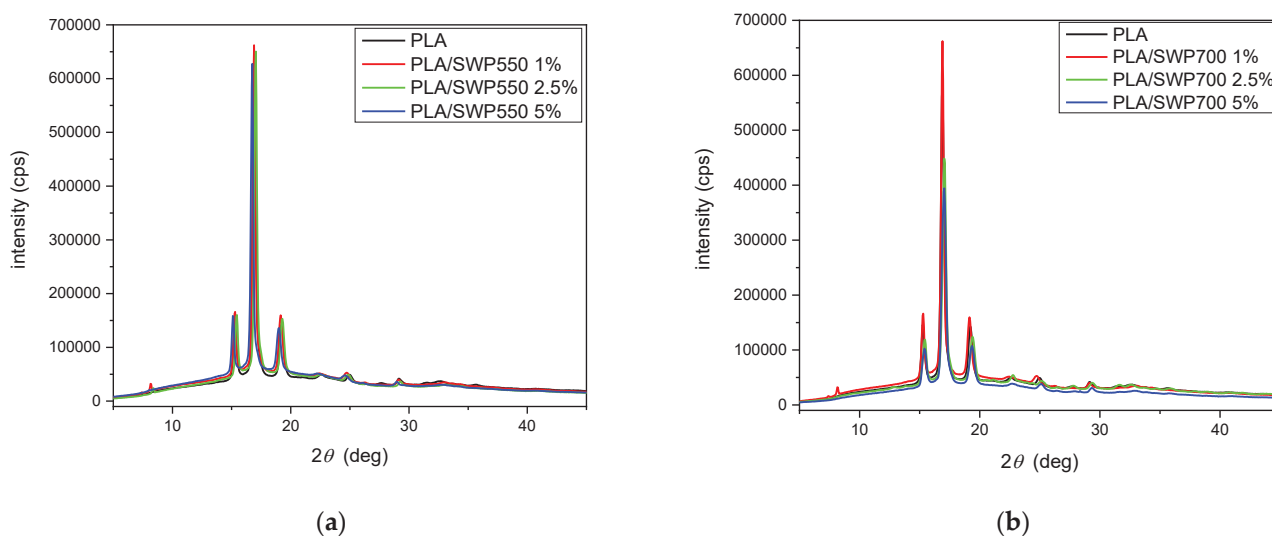 700000
600000
500000
400000
300000
200000
100000
0
intensity (cps)
PLA
PLA/SWP550 1%
PLA/SWP550 2.5%
PLA/SWP550 5%
10 20 30 40
2θ (deg)
(a)
700000
600000
500000
400000
300000
200000
100000
0
intensity (cps)
PLA
PLA/SWP700 1%
PLA/SWP700 2.5%
PLA/SWP700 5%
10 20 30 40
2θ (deg)
(b)